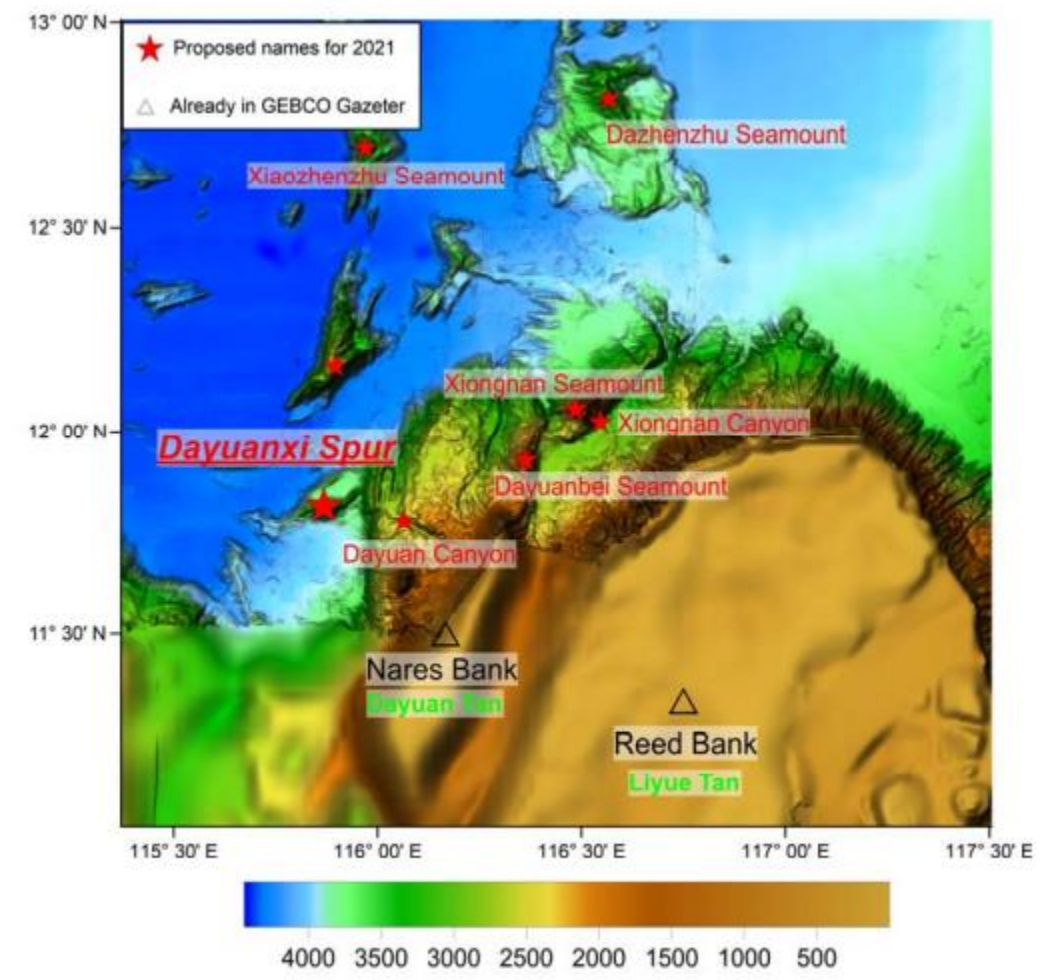 13° 00' N
Proposed names for 2021
Already in GEBCO Gazeter
Dazhenzhu Seamount
Xiaozhenzhu Seamount
12° 30' N
Xiongnan Seamount
Xiongnan Canyon
12° 00' N
Dayuanxi Spur
Dayuanbei Seamount
Dayuan Canyon
11° 30' N
Nares Bank
Dayuan Tan
Reed Bank
Liyue Tan
115° 30' E 116° 00' E 116° 30' E 117° 00' E 117° 30' E
4000 3500 3000 2500 2000 1500 1000 500